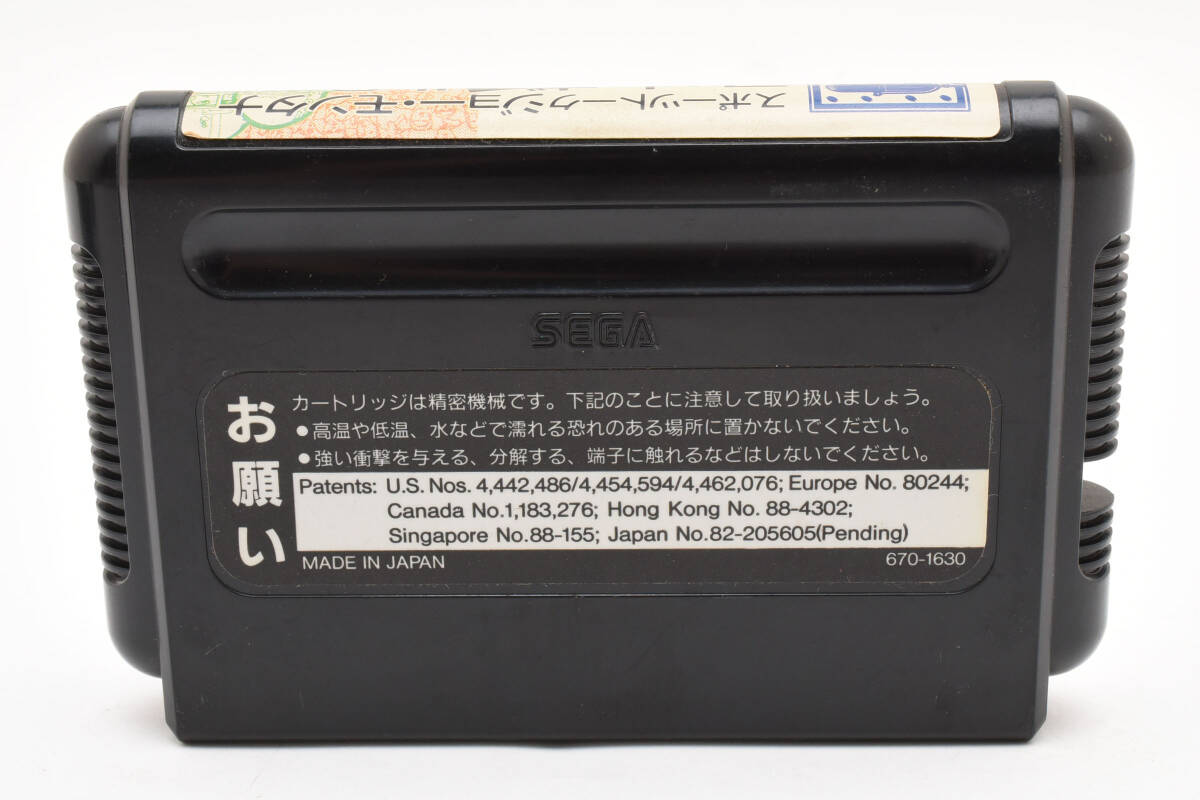 スポーツトークジョー・モンタナ
SEGA
お願い
カートリッジは精密機械です。下記のことに注意して取り扱いましょう。
●高温や低温、水などで濡れる恐れのある場所に置かないでください。
●強い衝撃を与える、分解する、端子に触れるなどはしないでください。
Patents: U.S. Nos. 4,442,486/4,454,594/4,462,076; Europe No. 80244;
Canada No.1,183,276; Hong Kong No. 88-4302;
Singapore No.88-155; Japan No.82-205605(Pending)
MADE IN JAPAN 670-1630